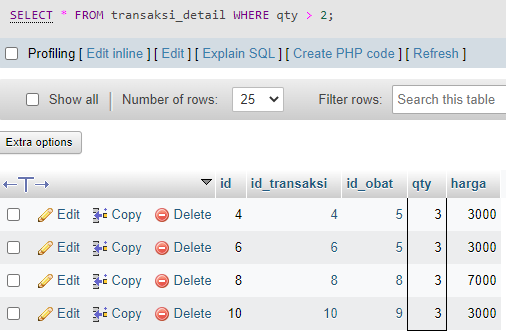 SELECT * FROM transaksi_detail WHERE qty > 2;
Profiling [ Edit inline ] [ Edit ] [ Explain SQL ] [ Create PHP code ] [ Refresh ]
Show all | Number of rows: 25 Filter rows: Search this table
Extra options
←T→ id id_transaksi id_obat qty harga
Edit Copy Delete 4 4 5 3 3000
Edit Copy Delete 6 6 5 3 3000
Edit Copy Delete 8 8 8 3 7000
Edit Copy Delete 10 10 9 3 3000